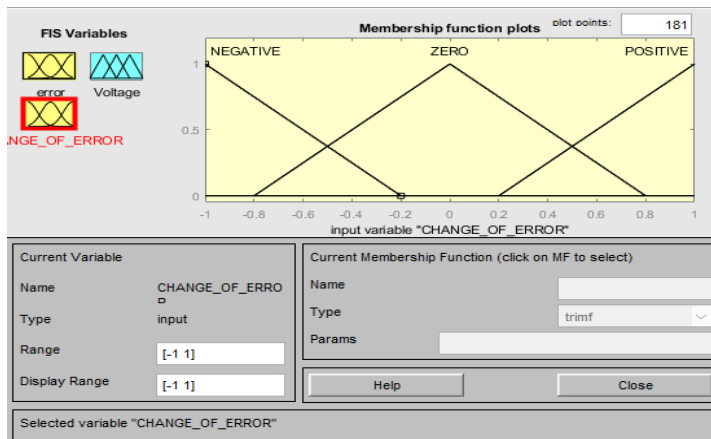 FIS Variables
Membership function plots
plot points:
181
error
Voltage
ANGE_OF_ERROR
NEGATIVE
ZERO
POSITIVE
1
0.5
0
-1 -0.8 -0.6 -0.4 -0.2 0 0.2 0.4 0.6 0.8 1
input variable "CHANGE_OF_ERROR"
Current Variable
Name
CHANGE_OF_ERRO
R
Type
input
Range
[-1 1]
Display Range
[-1 1]
Current Membership Function (click on MF to select)
Name
Type
trimf
Params
Help
Close
Selected variable "CHANGE_OF_ERROR"